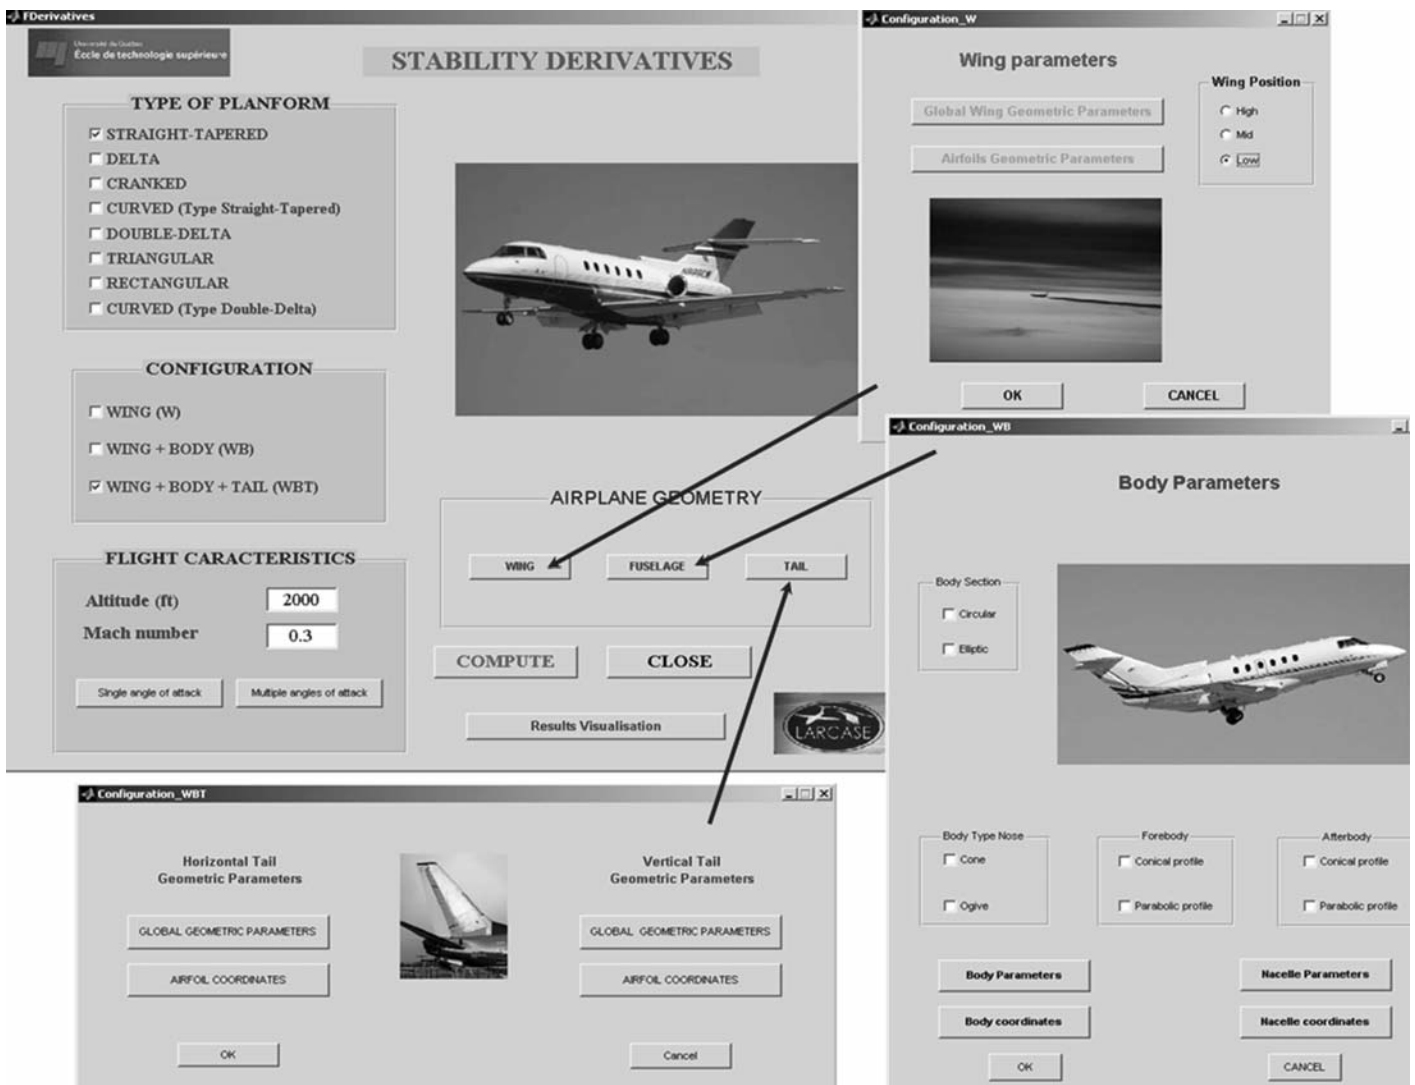 FDerivatives
Université du Québec
École de technologie supérieure
STABILITY DERIVATIVES
TYPE OF PLANFORM
STRAIGHT-TAPERED
DELTA
CRANKED
CURVED (Type Straight-Tapered)
DOUBLE-DELTA
TRIANGULAR
RECTANGULAR
CURVED (Type Double-Delta)
CONFIGURATION
WING (W)
WING + BODY (WB)
WING + BODY + TAIL (WBT)
FLIGHT CARACTERISTICS
Altitude (ft) 2000
Mach number 0.3
Single angle of attack Multiple angles of attack
AIRPLANE GEOMETRY
WING FUSELAGE TAIL
COMPUTE CLOSE
Results Visualisation
LARCASE
Configuration_W
Wing parameters
Global Wing Geometric Parameters
Airfoils Geometric Parameters
Wing Position
High
Mid
Low
OK CANCEL
Configuration_WB
Body Parameters
Body Section
Circular
Elliptic
Body Type Nose
Cone
Ogive
Forebody
Conical profile
Parabolic profile
Afterbody
Conical profile
Parabolic profile
Body Parameters Nacelle Parameters
Body coordinates Nacelle coordinates
OK CANCEL
Configuration_WBT
Horizontal Tail
Geometric Parameters
GLOBAL GEOMETRIC PARAMETERS
AIRFOIL COORDINATES
OK
Vertical Tail
Geometric Parameters
GLOBAL GEOMETRIC PARAMETERS
AIRFOIL COORDINATES
Cancel